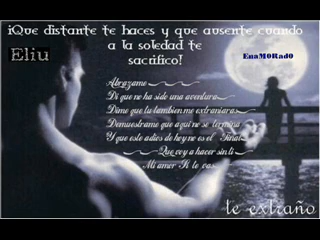 ¡Que distante te haces y que ausente cuando
a la soledad te
sacrifico!
Eliu
EnaM0Rad0
Abrazame
Di que no ha sido una aventura
Dime que tu tambien me extrañaras
Demuestrame que aqui no se termina
Y que este adios de hoy no es el Final
Que voy a hacer sin ti
Mi amor K te vas
te extraño